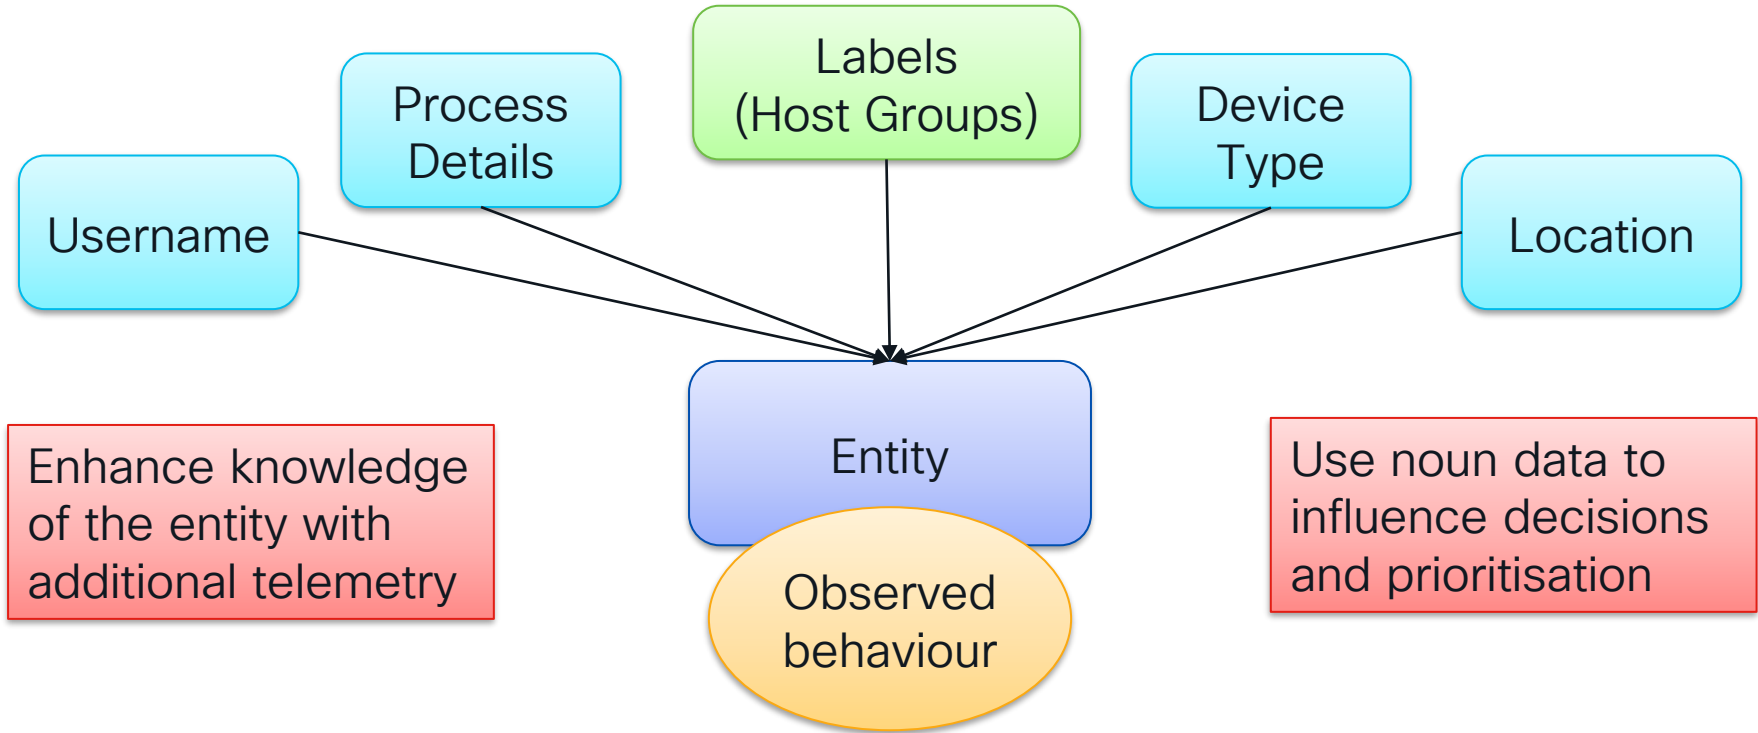 Labels
(Host Groups)
Process
Details
Device
Type
Username
Location
Entity
Enhance knowledge
of the entity with
additional telemetry
Use noun data to
influence decisions
and prioritisation
Observed
behaviour